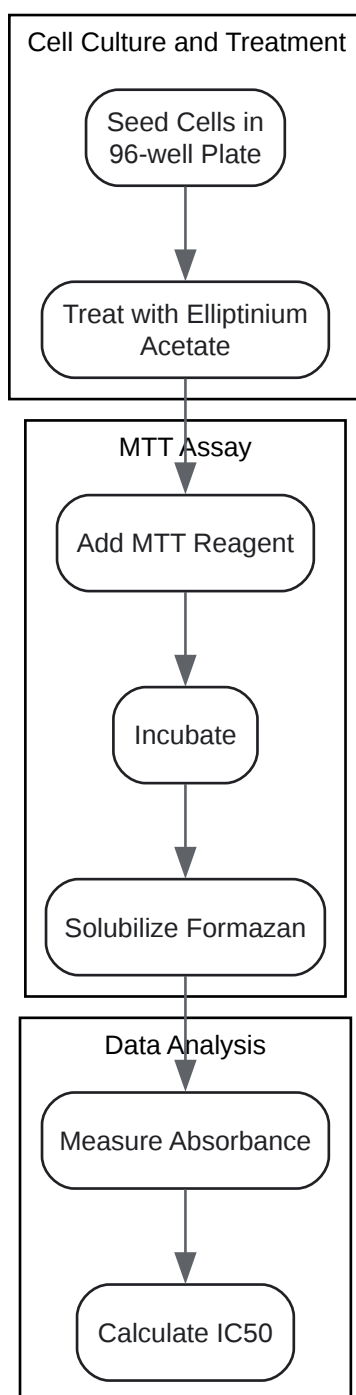 Cell Culture and Treatment
Seed Cells in
96-well Plate
Treat with Elliptinium
Acetate
MTT Assay
Add MTT Reagent
Incubate
Solubilize Formazan
Data Analysis
Measure Absorbance
Calculate IC50